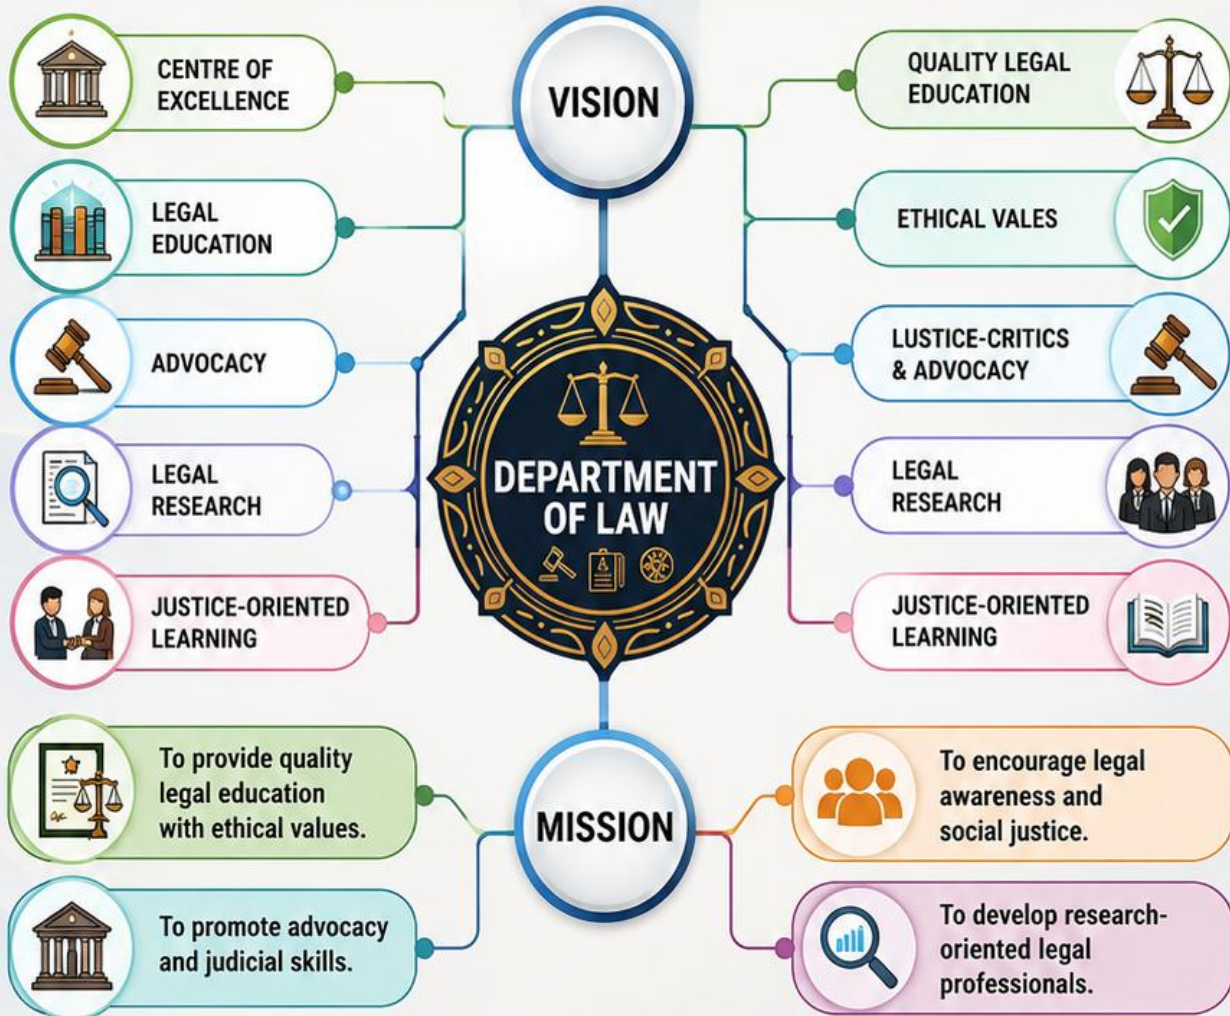 VISION
CENTRE OF
EXCELLENCE
LEGAL
EDUCATION
ADVOCACY
LEGAL
RESEARCH
JUSTICE-ORIENTED
LEARNING
QUALITY LEGAL
EDUCATION
ETHICAL VALES
LUSTICE-CRITICS
& ADVOCACY
LEGAL
RESEARCH
JUSTICE-ORIENTED
LEARNING
DEPARTMENT
OF LAW
MISSION
To provide quality
legal education
with ethical values.
To promote advocacy
and judicial skills.
To encourage legal
awareness and
social justice.
To develop research-
oriented legal
professionals.